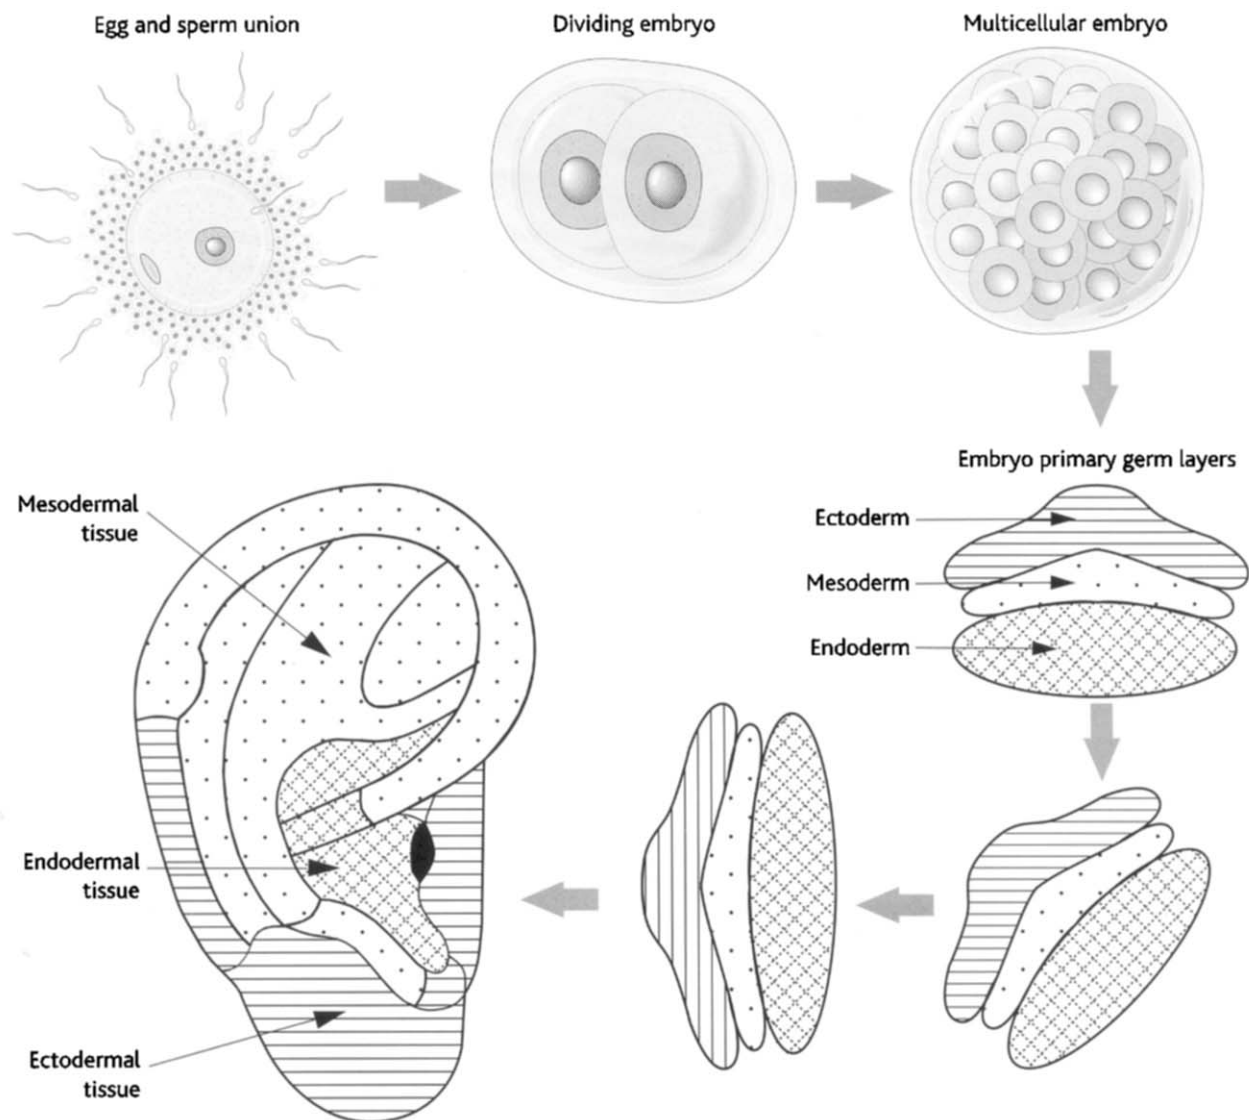 Egg and sperm union
Dividing embryo
Multicellular embryo
Embryo primary germ layers
Ectoderm
Mesoderm
Endoderm
Mesodermal
tissue
Endodermal
tissue
Ectodermal
tissue